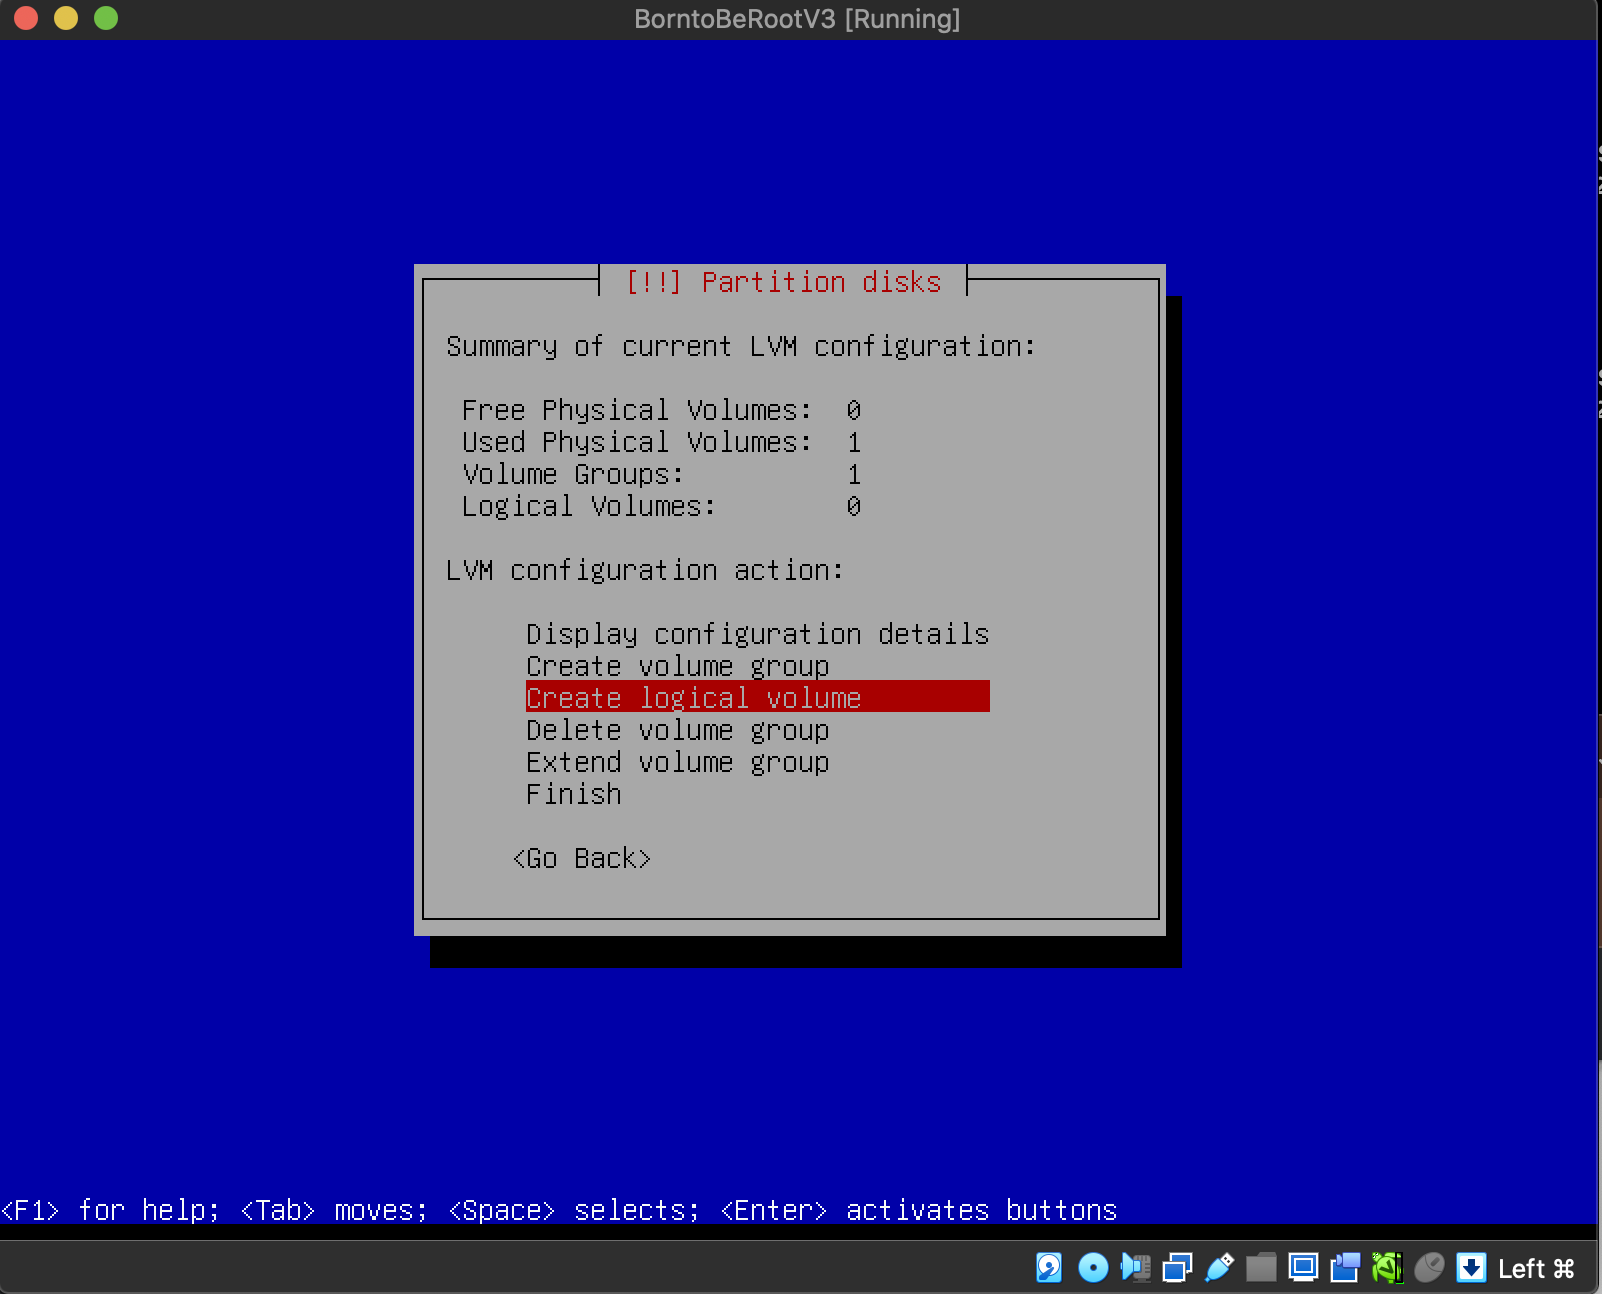 BorntoBeRootV3 [Running]
[!!] Partition disks
Summary of current LVM configuration:
Free Physical Volumes: 0
Used Physical Volumes: 1
Volume Groups: 1
Logical Volumes: 0
LVM configuration action:
Display configuration details
Create volume group
Create logical volume
Delete volume group
Extend volume group
Finish
<Go Back>
<F1> for help; <Tab> moves; <Space> selects; <Enter> activates buttons
Left ⌘